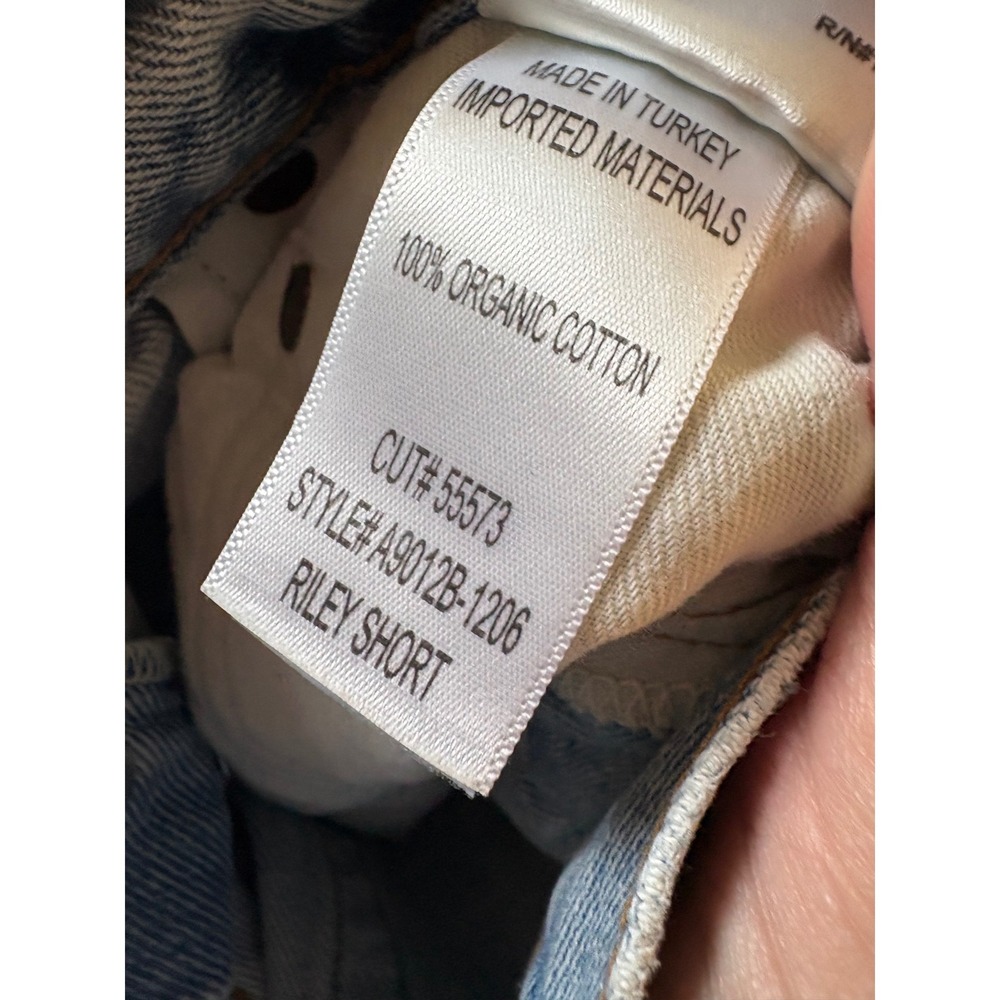 R/N#
MADE IN TURKEY
IMPORTED MATERIALS
100% ORGANIC COTTON
CUT# 55573
STYLE# A9012B-1206
RILEY SHORT